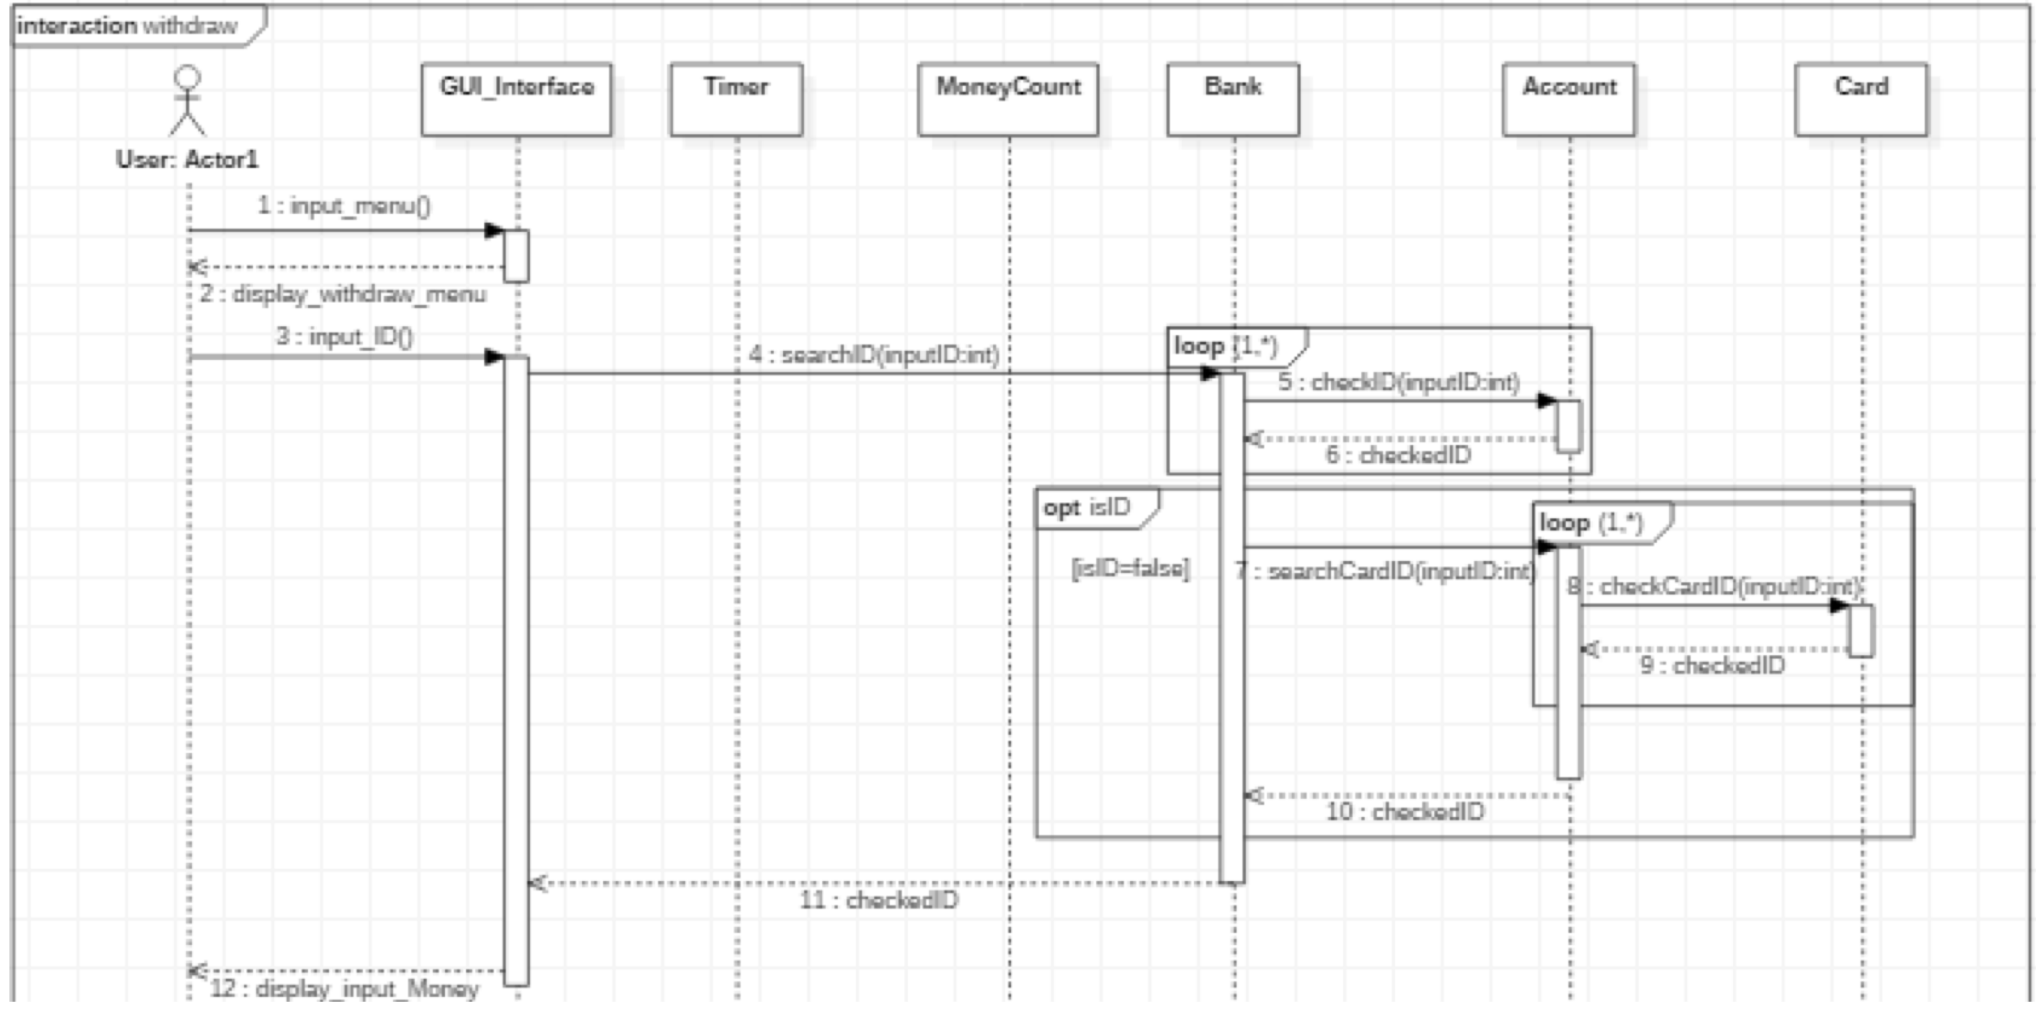 interaction withdraw
GUI_Interface
Timer
MoneyCount
Bank
Account
Card
User: Actor1
1 : input_menu()
2 : display_withdraw_menu
3 : input_ID()
4 : searchID(inputID:int)
loop (1,*)
5 : checkID(inputID:int)
6 : checkedID
opt isID
loop (1,*)
[isID=false]
7 : searchCardID(inputID:int)
8 : checkCardID(inputID:int)
9 : checkedID
10 : checkedID
11 : checkedID
12 : display_input_Money